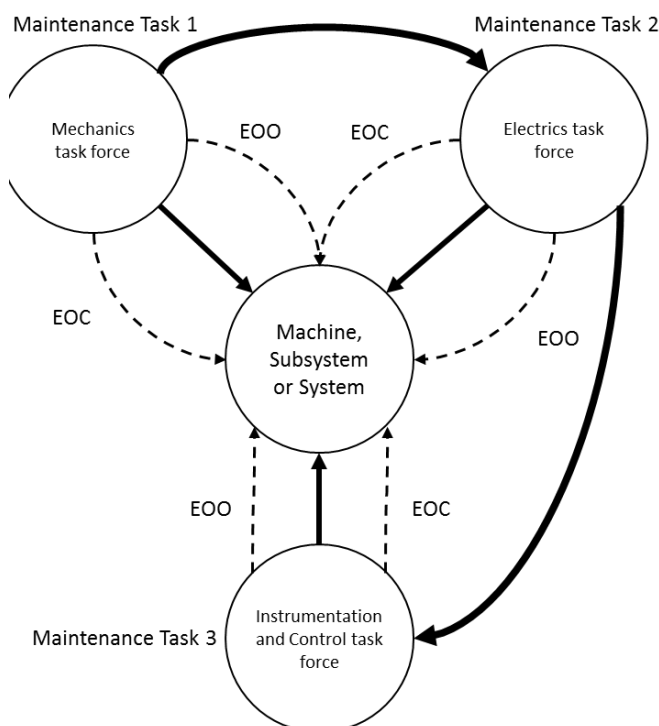 Maintenance Task 1
Maintenance Task 2
Mechanics
task force
EOO
EOC
Electrics task
force
EOC
EOO
Machine,
Subsystem
or System
EOO
EOC
Maintenance Task 3
Instrumentation
and Control task
force